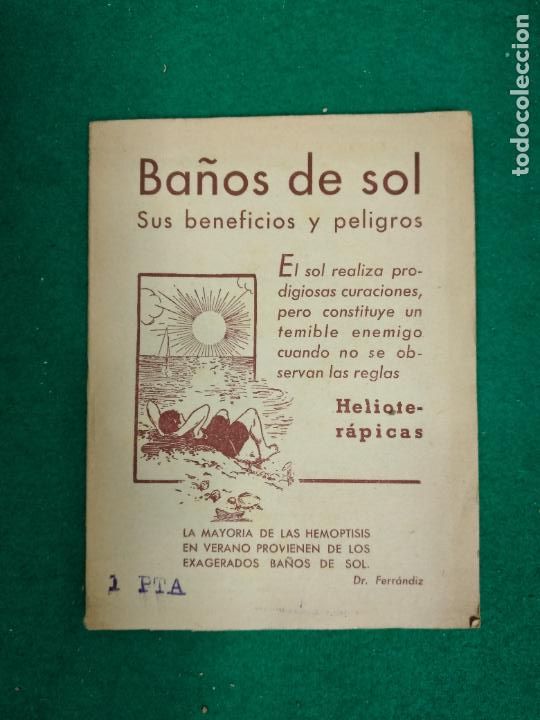 Baños de sol
Sus beneficios y peligros
El sol realiza pro-
digiosas curaciones,
pero constituye un
temible enemigo
cuando no se ob-
servan las reglas
Heliote-
rápicas
LA MAYORIA DE LAS HEMOPTISIS
EN VERANO PROVIENEN DE LOS
EXAGERADOS BAÑOS DE SOL.
Dr. Ferrándiz
1 PTA
todocoleccion